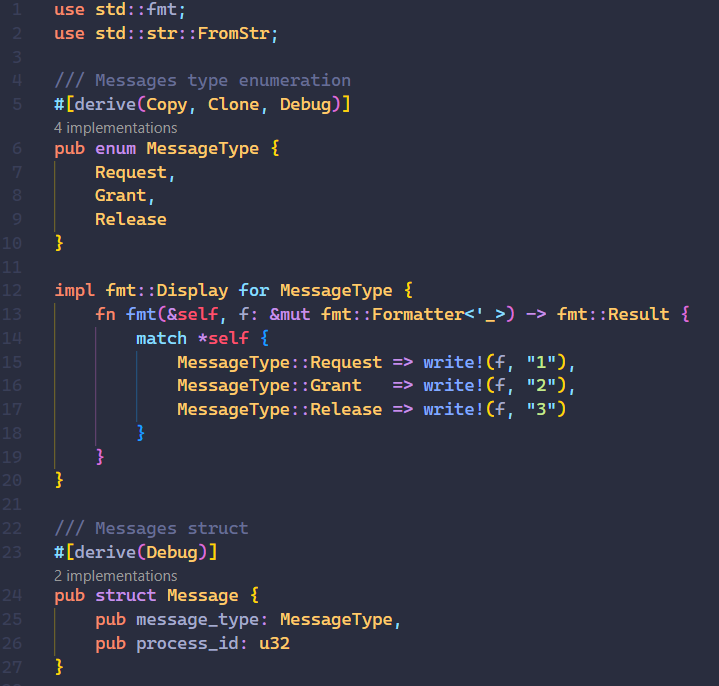 1 use std::fmt;
2 use std::str::FromStr;
3
4 /// Messages type enumeration
5 #[derive(Copy, Clone, Debug)]
4 implementations
6 pub enum MessageType {
7     Request,
8     Grant,
9     Release
10 }
11
12 impl fmt::Display for MessageType {
13     fn fmt(&self, f: &mut fmt::Formatter<'_>) -> fmt::Result {
14         match *self {
15             MessageType::Request => write!(f, "1"),
16             MessageType::Grant   => write!(f, "2"),
17             MessageType::Release => write!(f, "3")
18         }
19     }
20 }
21
22 /// Messages struct
23 #[derive(Debug)]
2 implementations
24 pub struct Message {
25     pub message_type: MessageType,
26     pub process_id: u32
27 }